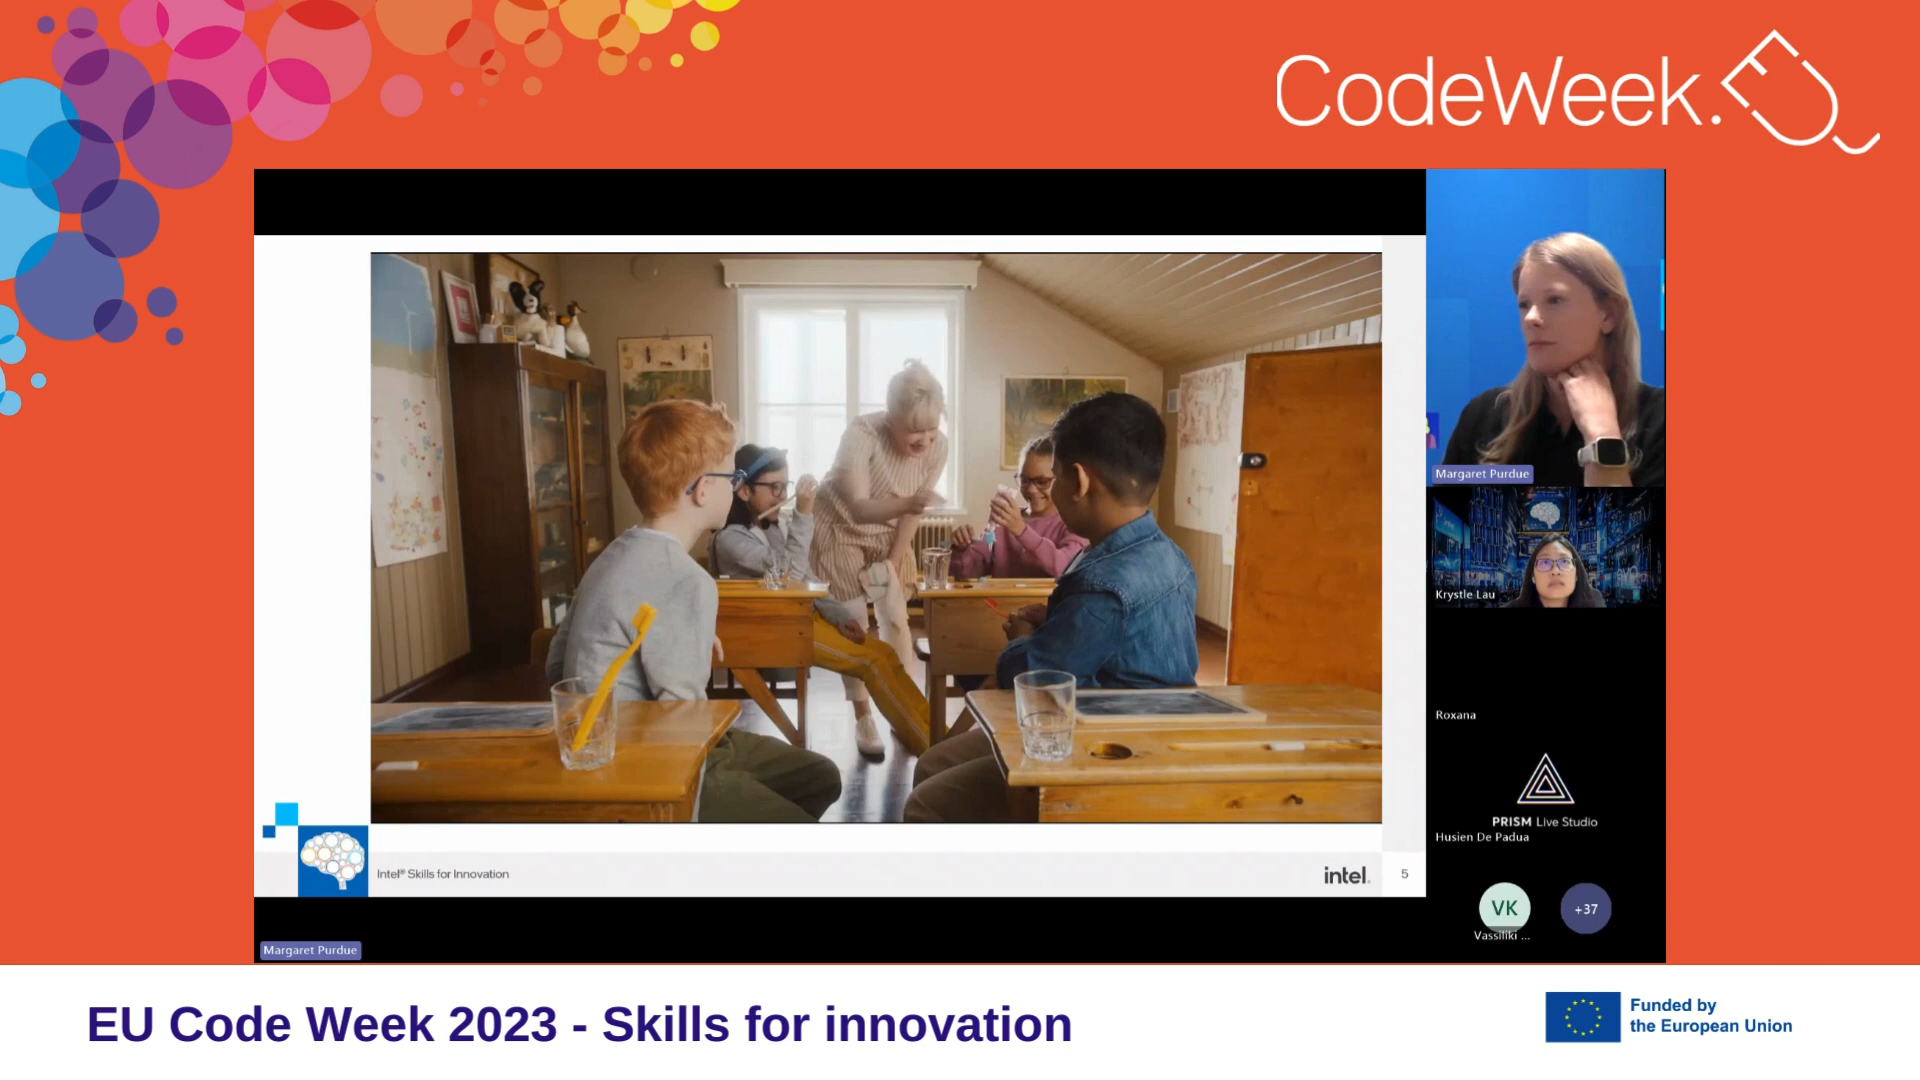 CodeWeek.EU
Margaret Purdue
Krystle Lau
Roxana
PRISM Live Studio
Husien De Padua
VK
+37
Vassiliki ...
Intel® Skills for Innovation
intel.
5
Margaret Purdue
EU Code Week 2023 - Skills for innovation
Funded by
the European Union